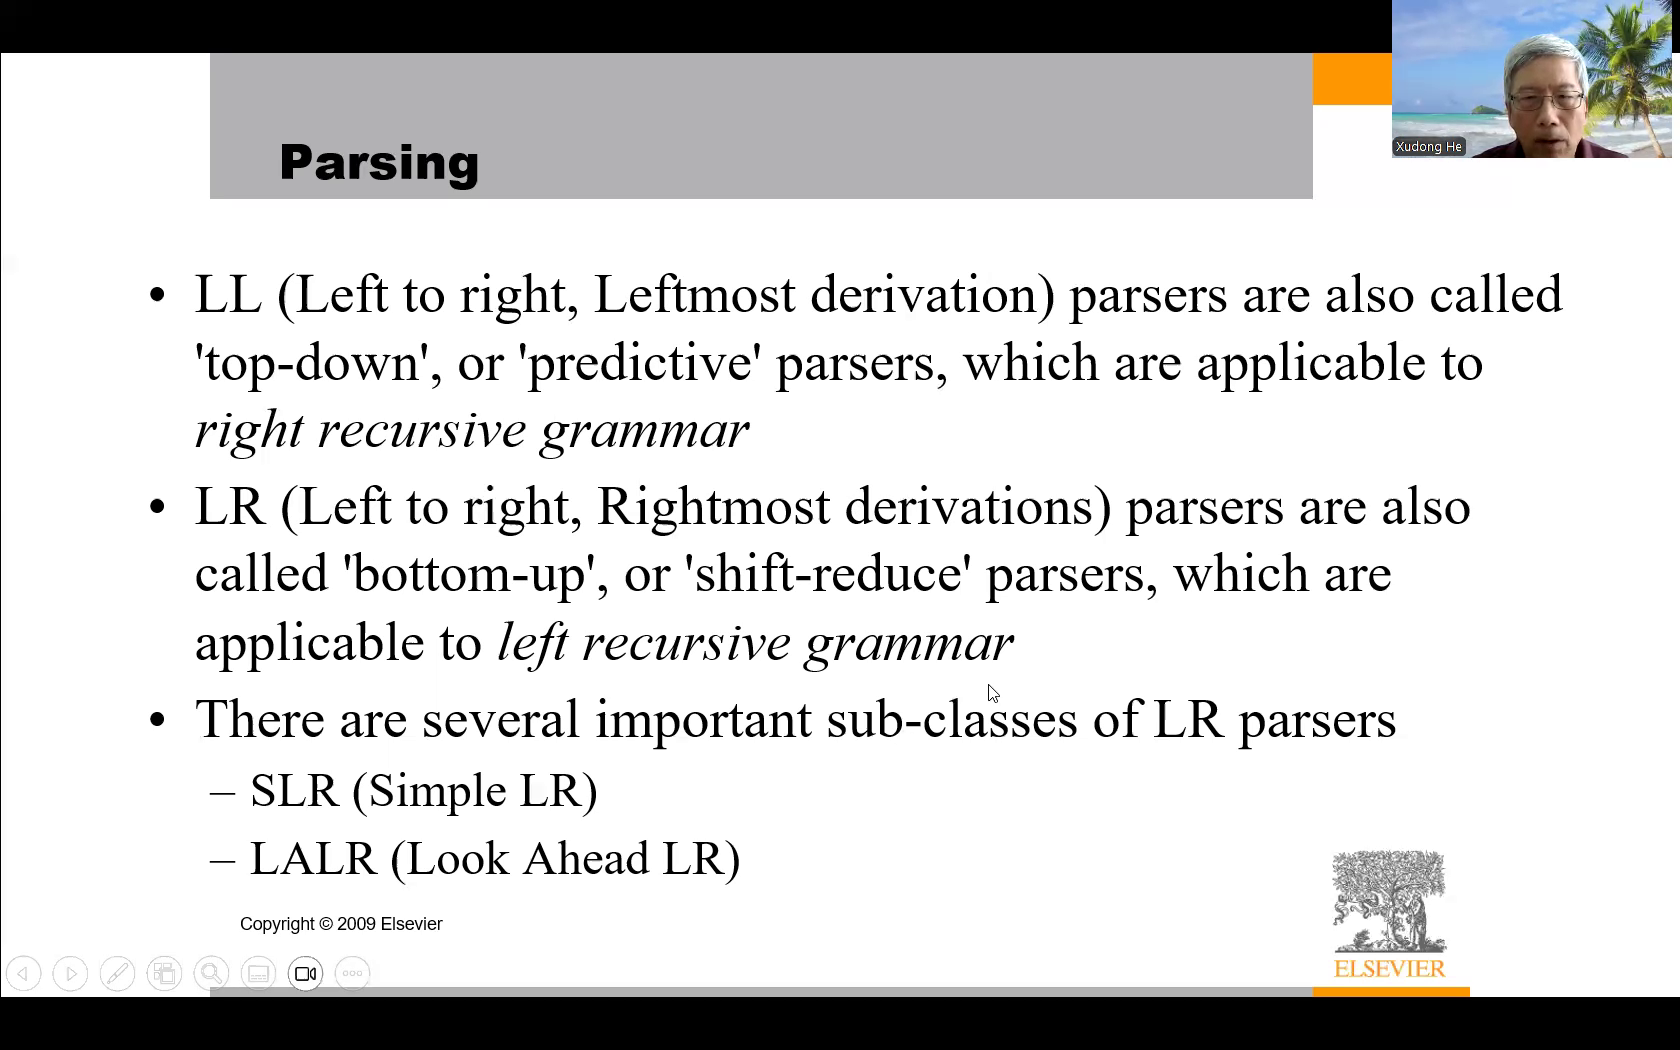 Xudong He
Parsing
• LL (Left to right, Leftmost derivation) parsers are also called
'top-down', or 'predictive' parsers, which are applicable to
right recursive grammar
• LR (Left to right, Rightmost derivations) parsers are also
called 'bottom-up', or 'shift-reduce' parsers, which are
applicable to left recursive grammar
• There are several important sub-classes of LR parsers
– SLR (Simple LR)
– LALR (Look Ahead LR)
Copyright © 2009 Elsevier
ELSEVIER